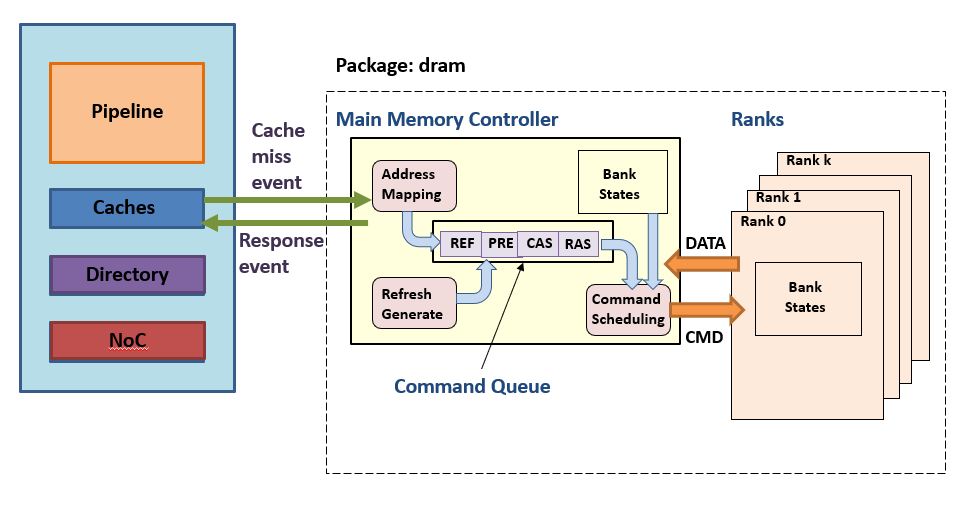 Pipeline
Caches
Directory
NoC
Cache
miss
event
Response
event
Package: dram
Main Memory Controller
Address
Mapping
Bank
States
REF PRE CAS RAS
Refresh
Generate
Command
Scheduling
Command Queue
DATA
CMD
Ranks
Rank k
Rank 1
Rank 0
Bank
States